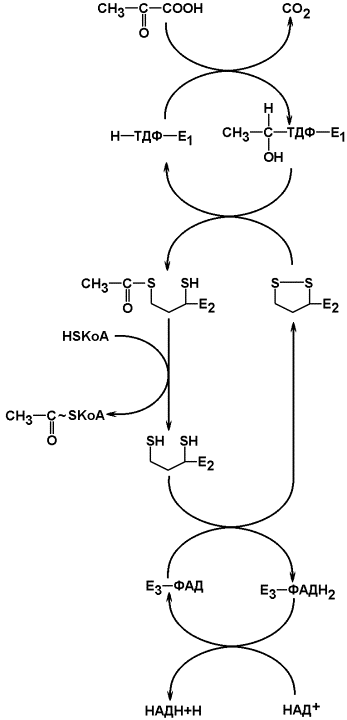 CH3—C—COOH CO2
O
H
H—ТДФ—E1 CH3—C—ТДФ—E1
OH
CH3—C—S SH S—S
O E2 E2
HSKoA
CH3—C~SKoA
O
SH SH
E2
E3—ФАД E3—ФАДН2
НАДН+Н НАД+